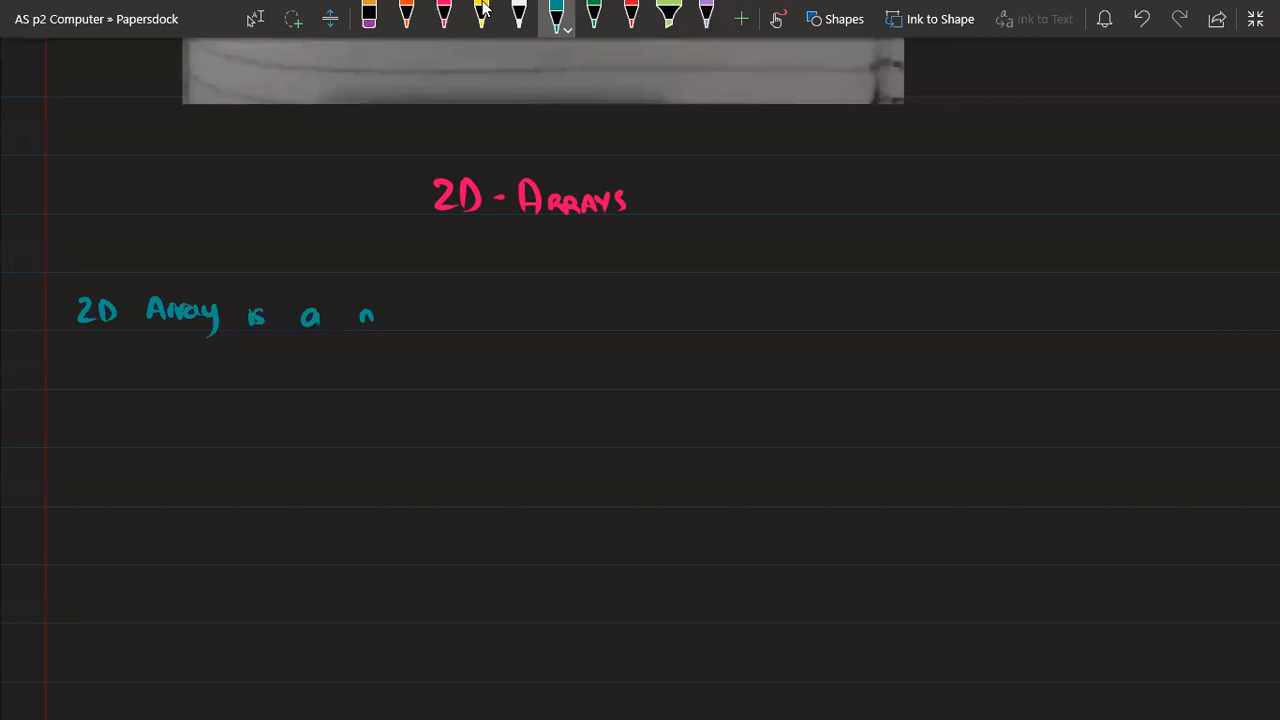 AS p2 Computer » Papersdock
Shapes
Ink to Shape
Ink to Text
2D - ARRAYS
2D Array is a n